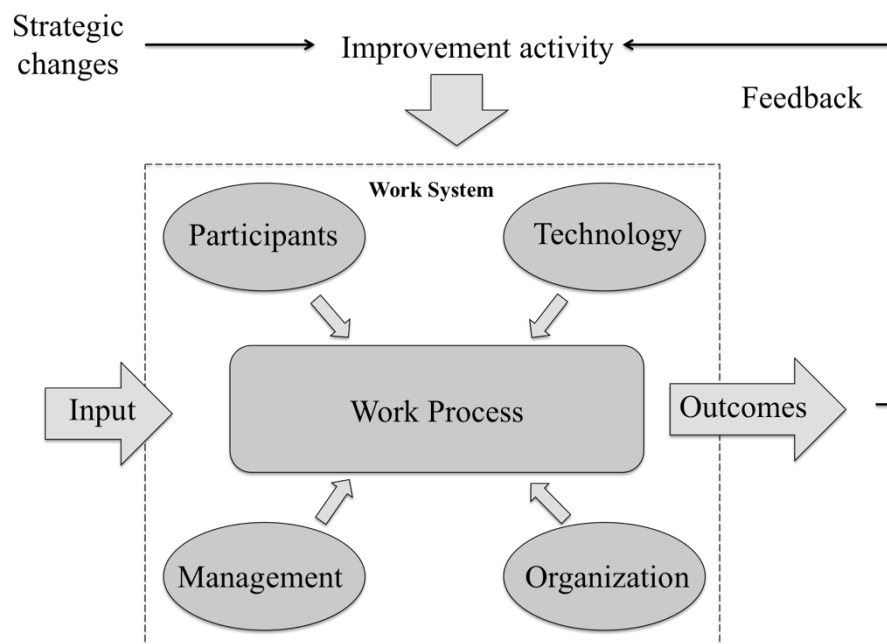 Strategic
changes
Improvement activity
Feedback
Work System
Participants
Technology
Input
Work Process
Outcomes
Management
Organization